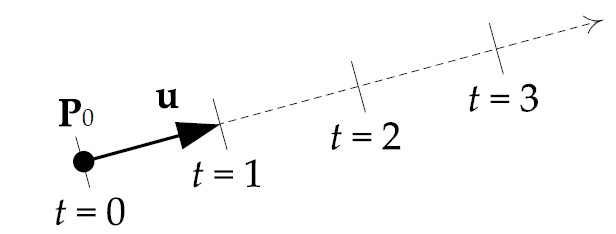 u
P0
t = 3
t = 2
t = 1
t = 0